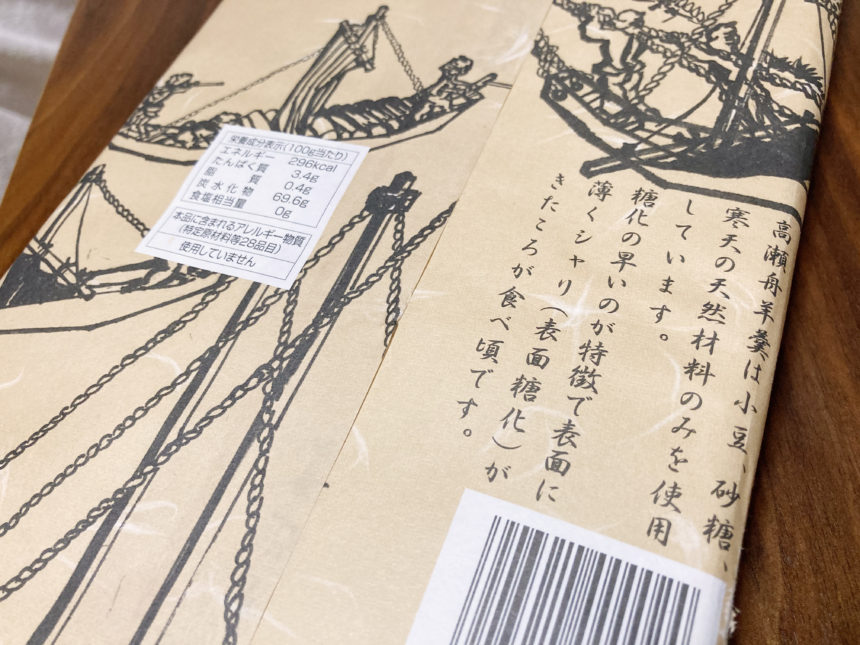 栄養成分表示(100g当たり)
エネルギー 296kcal
たんぱく質 3.4g
脂質 0.4g
炭水化物 69.6g
食塩相当量 0g
本品に含まれるアレルギー物質
(特定原材料等28品目)
使用していません
高瀬舟羊羹は小豆、砂糖、
寒天の天然材料のみを使用
しています。
糖化の早いのが特徴で表面に
薄くシャリ(表面糖化)が
きたころが食べ頃です。